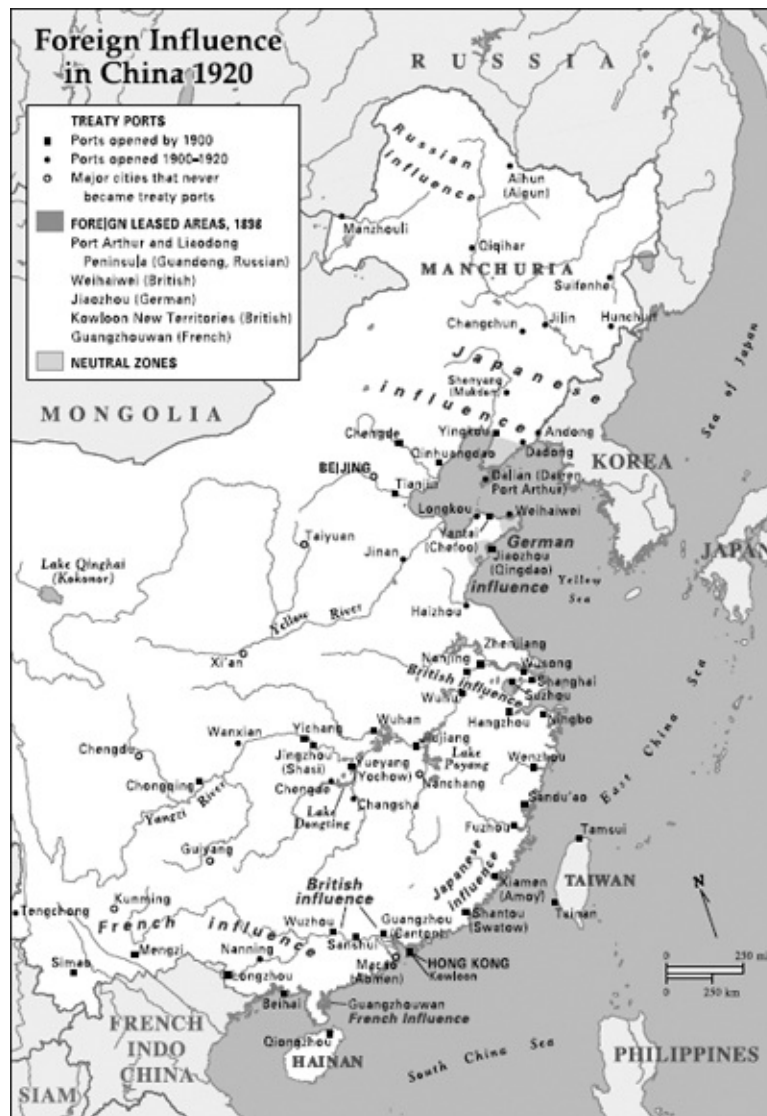 Foreign Influence
in China 1920
TREATY PORTS
Ports opened by 1900
Ports opened 1900–1920
Major cities that never
became treaty ports
FOREIGN LEASED AREAS, 1898
Port Arthur and Liaodong
Peninsula (Guandong, Russian)
Weihaiwei (British)
Jiaozhou (German)
Kowloon New Territories (British)
Guangzhouwan (French)
NEUTRAL ZONES
RUSSIA
Russian
influence
Aihun
(Aigun)
Manzhouli
Qiqihar
MANCHURIA
Suifenhe
Changchun
Jilin
Hunchun
Sea of Japan
Japanese
influence
Shenyang
(Mukden)
MONGOLIA
Chengde
Yingkou
Andong
Qinhuangdao
Dadong
KOREA
BEIJING
Tianjin
Dalian (Dairen,
Port Arthur)
Longkou
Weihaiwei
Yantai
(Chefoo)
Taiyuan
German
influence
JAPAN
Jinan
Jiaozhou
(Qingdao)
Lake Qinghai
(Kokonor)
Yellow
Sea
Haizhou
Yellow River
Xi'an
Zhenjiang
Nanjing
Wusong
British influence
Shanghai
Suzhou
Wuhu
Hangzhou
Ningbo
East China Sea
Wanxian
Yichang
Wuhan
Chengdu
Jingzhou
(Shasi)
Jiujiang
Yueyang
(Yochow)
Lake
Poyang
Wenzhou
Chongqing
Chengde
Nanchang
Yangzi River
Lake
Dongting
Changsha
Sandu'ao
Guiyang
Fuzhou
Tamsui
Japanese
influence
TAIWAN
Xiamen
(Amoy)
Tainan
N
Kunming
British
influence
Tengchong
French influence
Wuzhou
Guangzhou
(Canton)
Shantou
(Swatow)
Mengzi
Nanning
Sanshui
Simao
Macao
(Aomen)
HONG KONG
Kowloon
0 230 mi
0 250 km
Longzhou
Beihai
Guangzhouwan
French Influence
FRENCH
INDO
CHINA
Qiongzhou
HAINAN
South China Sea
PHILIPPINES
SIAM